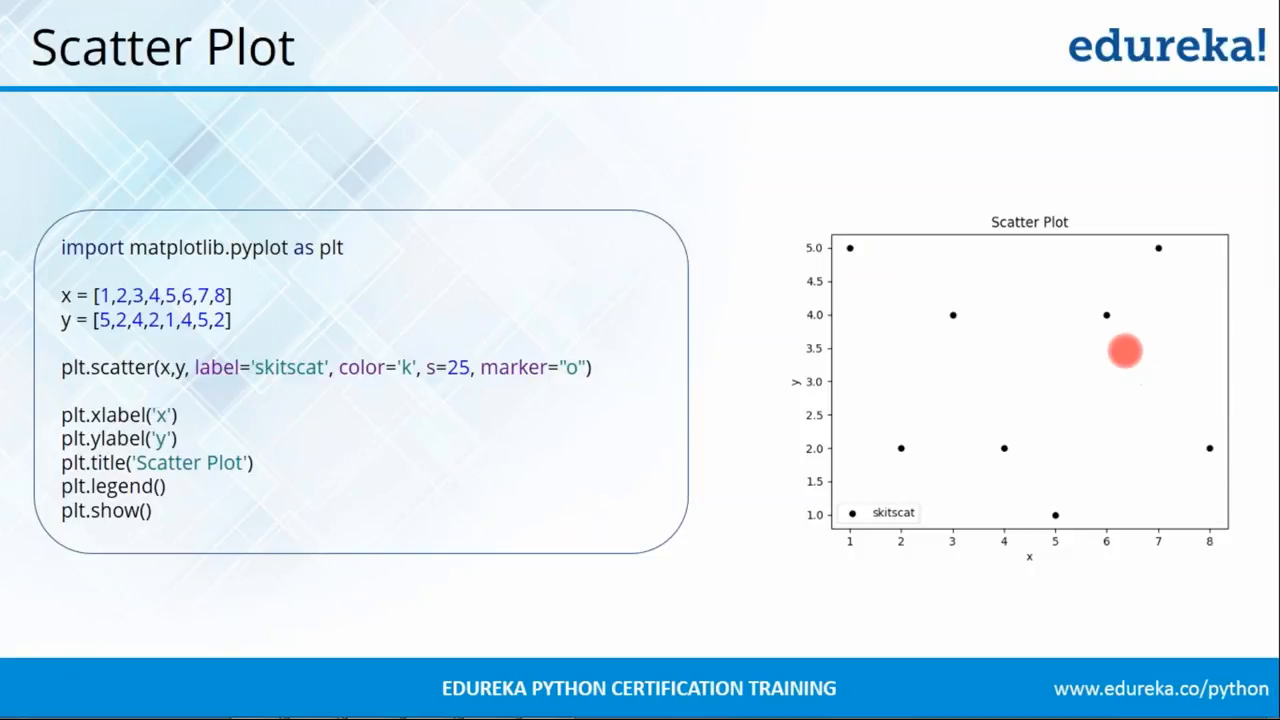 Scatter Plot
edureka!
import matplotlib.pyplot as plt
x = [1,2,3,4,5,6,7,8]
y = [5,2,4,2,1,4,5,2]
plt.scatter(x,y, label='skitscat', color='k', s=25, marker="o")
plt.xlabel('x')
plt.ylabel('y')
plt.title('Scatter Plot')
plt.legend()
plt.show()
Scatter Plot
5.0
4.5
4.0
3.5
3.0
2.5
2.0
1.5
1.0
y
skitscat
1 2 3 4 5 6 7 8
x
EDUREKA PYTHON CERTIFICATION TRAINING
www.edureka.co/python